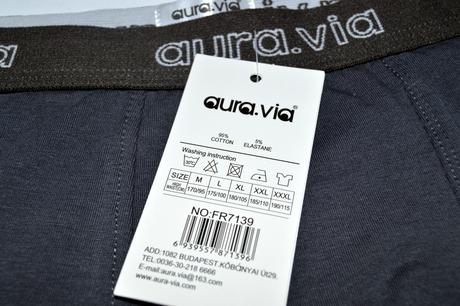 aura.via
aura.via
aura.via®
95% 5%
COTTON ELASTANE
Washing instruction
SIZE M L XL XXL XXXL
170/95 175/100 180/105 185/110 190/115
NO:FR7139
6 939557 871396
ADD:1082 BUDAPEST.KŐBÁNYAI ÚT29.
TEL:0036-30-218 6666
E-mail:aura.via@163.com
aura-via